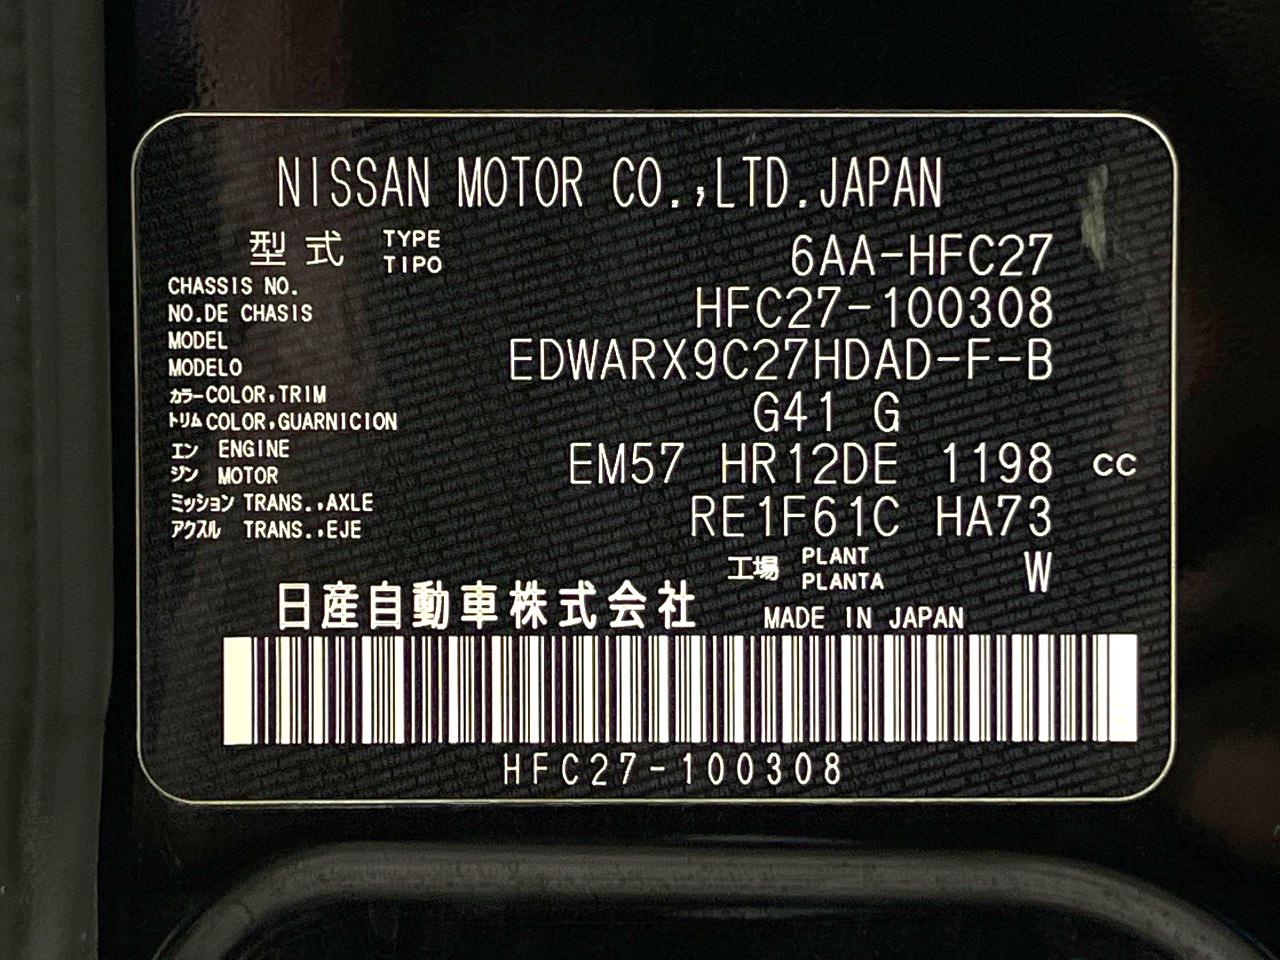 NISSAN MOTOR CO.,LTD.JAPAN
型式 TYPE TIPO 6AA-HFC27
CHASSIS NO.
NO.DE CHASIS HFC27-100308
MODEL
MODELO EDWARX9C27HDAD-F-B
カラー COLOR,TRIM
トリム COLOR,GUARNICION G41 G
エン ENGINE
ジン MOTOR EM57 HR12DE 1198 cc
ミッション TRANS.,AXLE
アクスル TRANS.,EJE RE1F61C HA73
工場 PLANT PLANTA W
日産自動車株式会社 MADE IN JAPAN
HFC27-100308